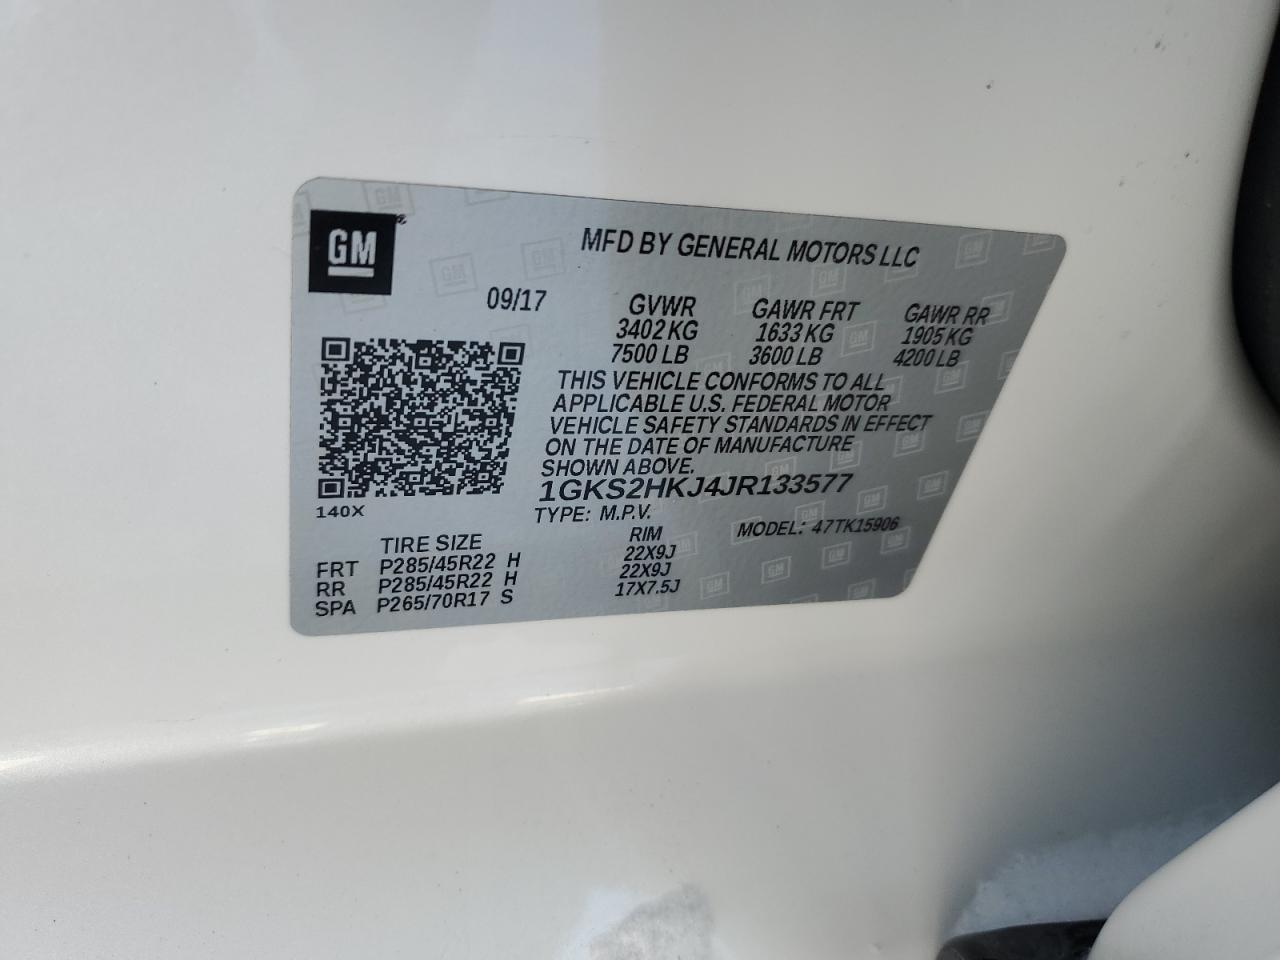 GM
MFD BY GENERAL MOTORS LLC
09/17 GVWR GAWR FRT GAWR RR
3402 KG 1633 KG 1905 KG
7500 LB 3600 LB 4200 LB
THIS VEHICLE CONFORMS TO ALL
APPLICABLE U.S. FEDERAL MOTOR
VEHICLE SAFETY STANDARDS IN EFFECT
ON THE DATE OF MANUFACTURE
SHOWN ABOVE.
1GKS2HKJ4JR133577
140X
TYPE: M.P.V. MODEL: 47TK15906
TIRE SIZE RIM
FRT P285/45R22 H 22X9J
RR P285/45R22 H 22X9J
SPA P265/70R17 S 17X7.5J